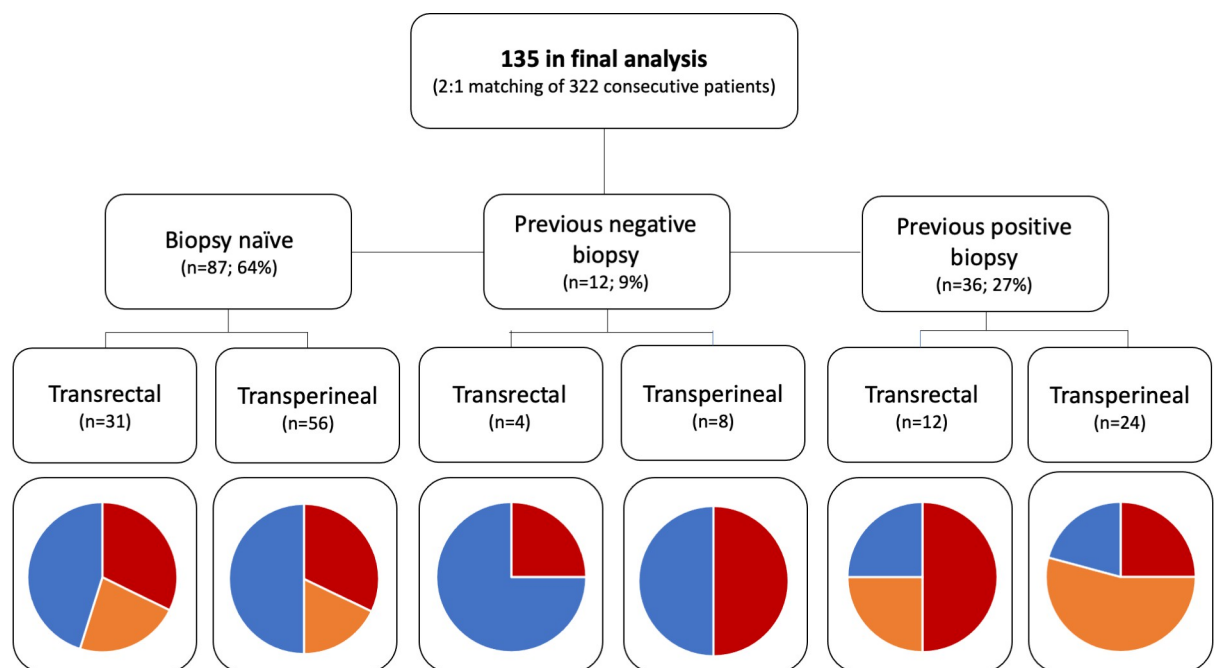 135 in final analysis
(2:1 matching of 322 consecutive patients)
Biopsy naïve
(n=87; 64%)
Previous negative
biopsy
(n=12; 9%)
Previous positive
biopsy
(n=36; 27%)
Transrectal
(n=31)
Transperineal
(n=56)
Transrectal
(n=4)
Transperineal
(n=8)
Transrectal
(n=12)
Transperineal
(n=24)